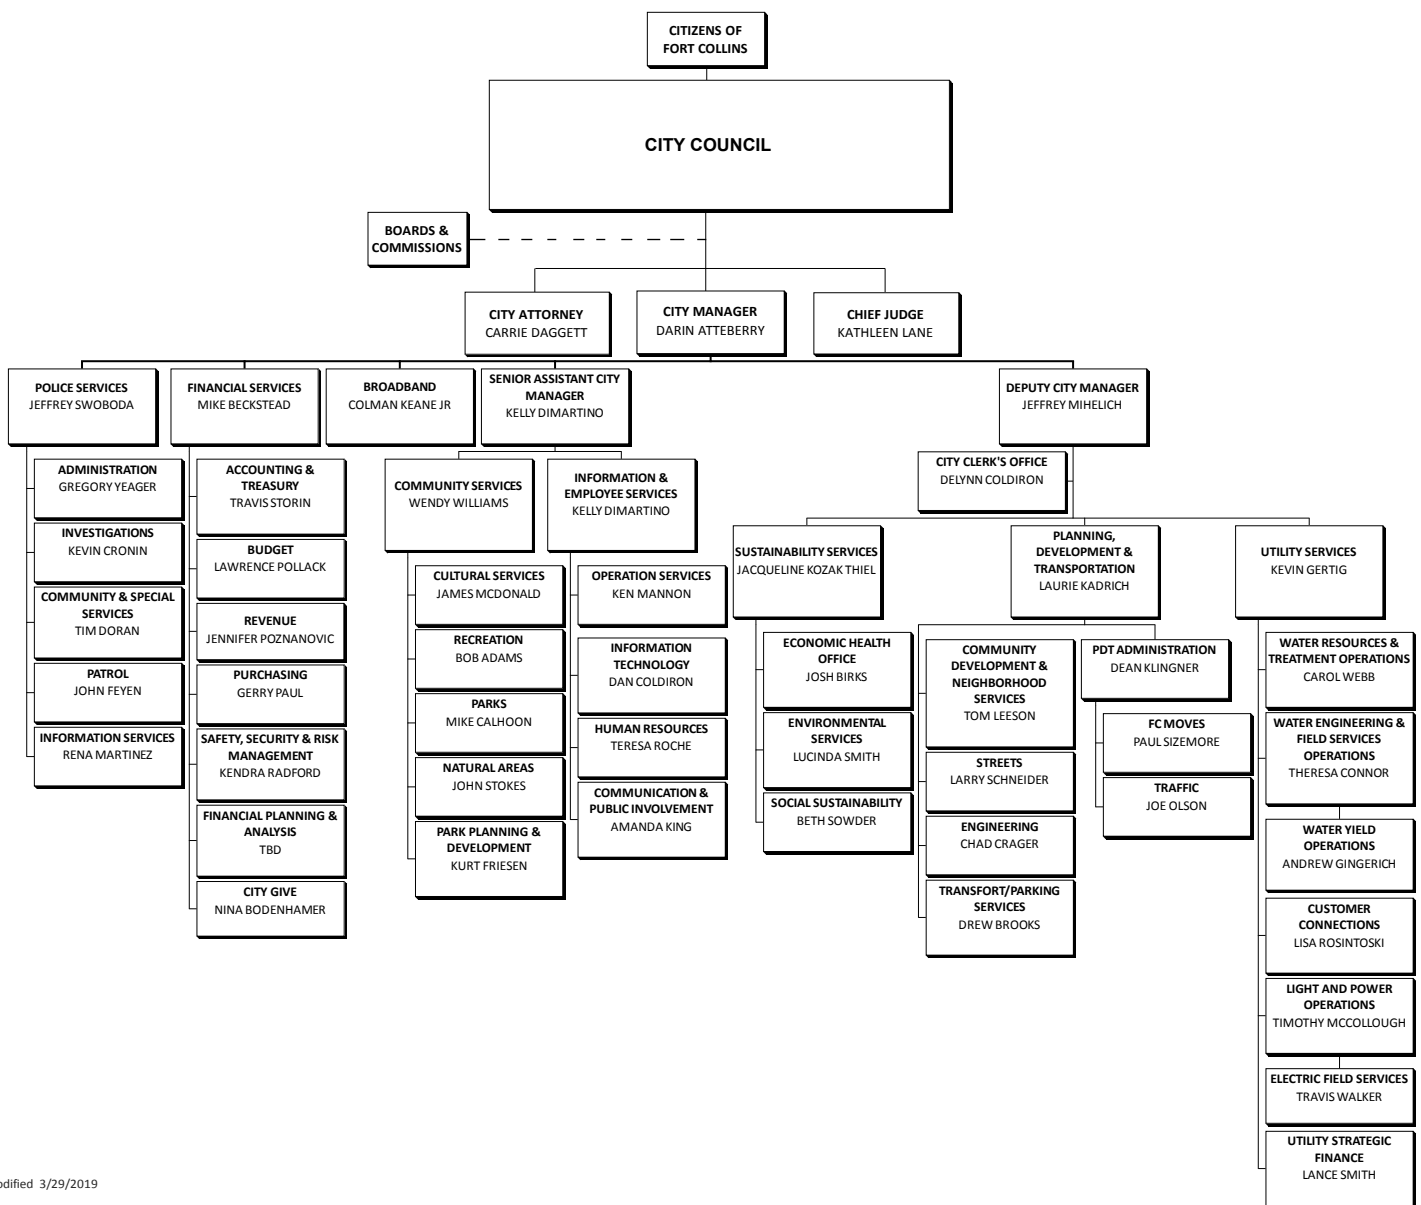 CITIZENS OF
FORT COLLINS
CITY COUNCIL
BOARDS &
COMMISSIONS
CITY ATTORNEY
CARRIE DAGGETT
CITY MANAGER
DARIN ATTEBERRY
CHIEF JUDGE
KATHLEEN LANE
POLICE SERVICES
JEFFREY SWOBODA
FINANCIAL SERVICES
MIKE BECKSTEAD
BROADBAND
COLMAN KEANE JR
SENIOR ASSISTANT CITY
MANAGER
KELLY DIMARTINO
DEPUTY CITY MANAGER
JEFFREY MIHELICH
ADMINISTRATION
GREGORY YEAGER
INVESTIGATIONS
KEVIN CRONIN
COMMUNITY & SPECIAL
SERVICES
TIM DORAN
PATROL
JOHN FEYEN
INFORMATION SERVICES
RENA MARTINEZ
ACCOUNTING &
TREASURY
TRAVIS STORIN
BUDGET
LAWRENCE POLLACK
REVENUE
JENNIFER POZNANOVIC
PURCHASING
GERRY PAUL
SAFETY, SECURITY & RISK
MANAGEMENT
KENDRA RADFORD
FINANCIAL PLANNING &
ANALYSIS
TBD
CITY GIVE
NINA BODENHAMER
COMMUNITY SERVICES
WENDY WILLIAMS
INFORMATION &
EMPLOYEE SERVICES
KELLY DIMARTINO
CULTURAL SERVICES
JAMES MCDONALD
RECREATION
BOB ADAMS
PARKS
MIKE CALHOON
NATURAL AREAS
JOHN STOKES
PARK PLANNING &
DEVELOPMENT
KURT FRIESEN
OPERATION SERVICES
KEN MANNON
INFORMATION
TECHNOLOGY
DAN COLDIRON
HUMAN RESOURCES
TERESA ROCHE
COMMUNICATION &
PUBLIC INVOLVEMENT
AMANDA KING
CITY CLERK'S OFFICE
DELYNN COLDIRON
SUSTAINABILITY SERVICES
JACQUELINE KOZAK THIEL
PLANNING,
DEVELOPMENT &
TRANSPORTATION
LAURIE KADRICH
UTILITY SERVICES
KEVIN GERTIG
ECONOMIC HEALTH
OFFICE
JOSH BIRKS
ENVIRONMENTAL
SERVICES
LUCINDA SMITH
SOCIAL SUSTAINABILITY
BETH SOWDER
COMMUNITY
DEVELOPMENT &
NEIGHBORHOOD
SERVICES
TOM LEESON
STREETS
LARRY SCHNEIDER
ENGINEERING
CHAD CRAGER
TRANSFORT/PARKING
SERVICES
DREW BROOKS
PDT ADMINISTRATION
DEAN KLINGNER
FC MOVES
PAUL SIZEMORE
TRAFFIC
JOE OLSON
WATER RESOURCES &
TREATMENT OPERATIONS
CAROL WEBB
WATER ENGINEERING &
FIELD SERVICES
OPERATIONS
THERESA CONNOR
WATER YIELD
OPERATIONS
ANDREW GINGERICH
CUSTOMER
CONNECTIONS
LISA ROSINTOSKI
LIGHT AND POWER
OPERATIONS
TIMOTHY MCCOLLOUGH
ELECTRIC FIELD SERVICES
TRAVIS WALKER
UTILITY STRATEGIC
FINANCE
LANCE SMITH
odified 3/29/2019